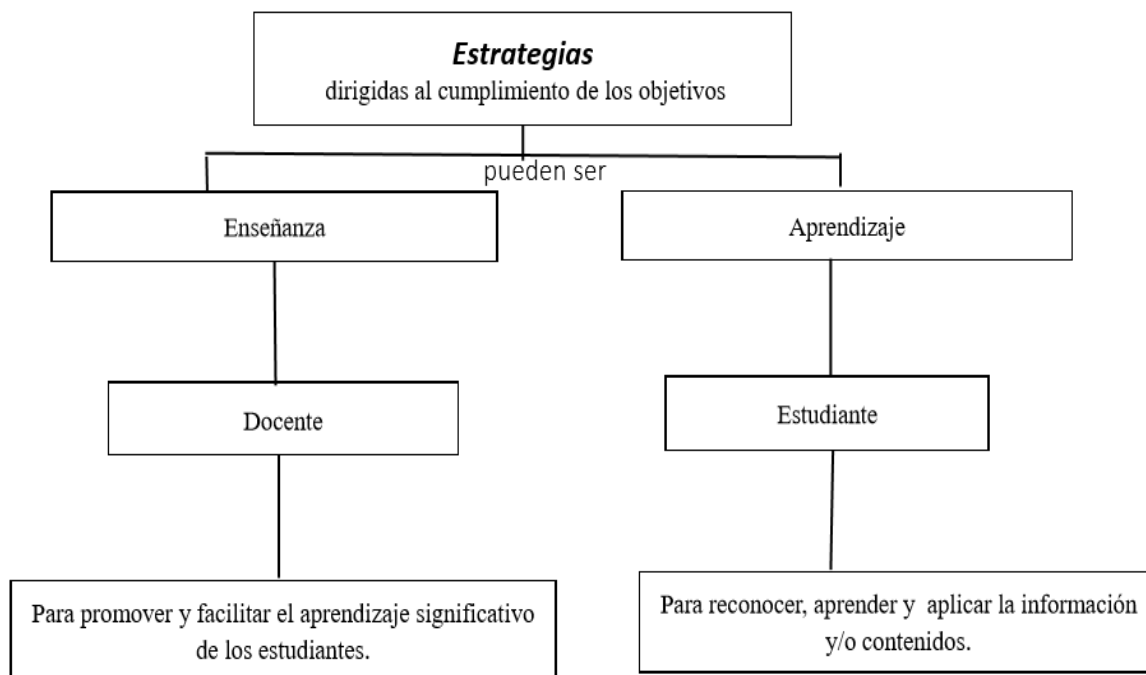 Estrategias
dirigidas al cumplimiento de los objetivos
pueden ser
Enseñanza
Aprendizaje
Docente
Estudiante
Para promover y facilitar el aprendizaje significativo
de los estudiantes.
Para reconocer, aprender y aplicar la información
y/o contenidos.